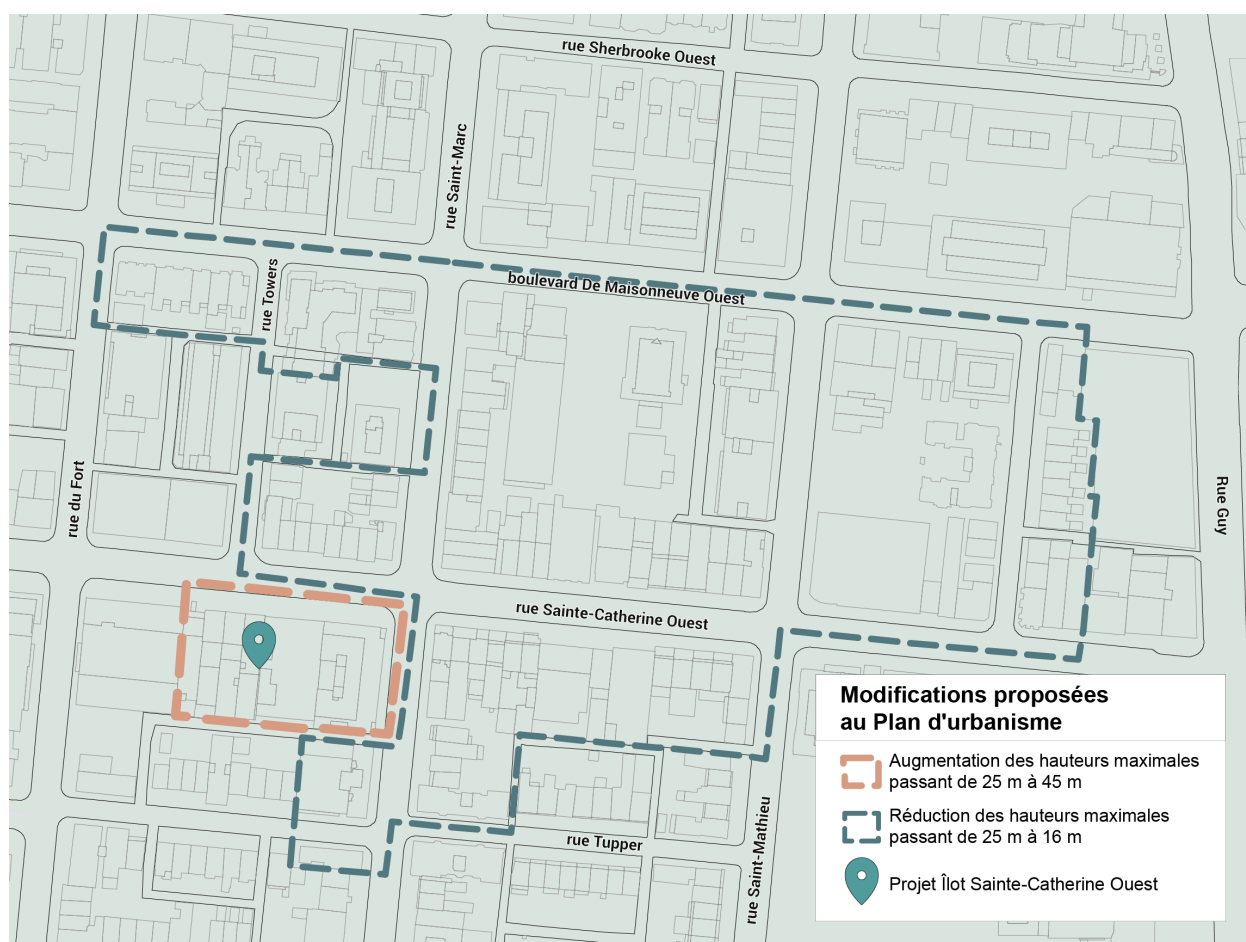 rue Sherbrooke Ouest
rue Saint-Marc
rue Towers
boulevard De Maisonneuve Ouest
rue du Fort
Rue Guy
rue Sainte-Catherine Ouest
rue Tupper
rue Saint-Mathieu
Modifications proposées
au Plan d'urbanisme
Augmentation des hauteurs maximales
passant de 25 m à 45 m
Réduction des hauteurs maximales
passant de 25 m à 16 m
Projet Îlot Sainte-Catherine Ouest